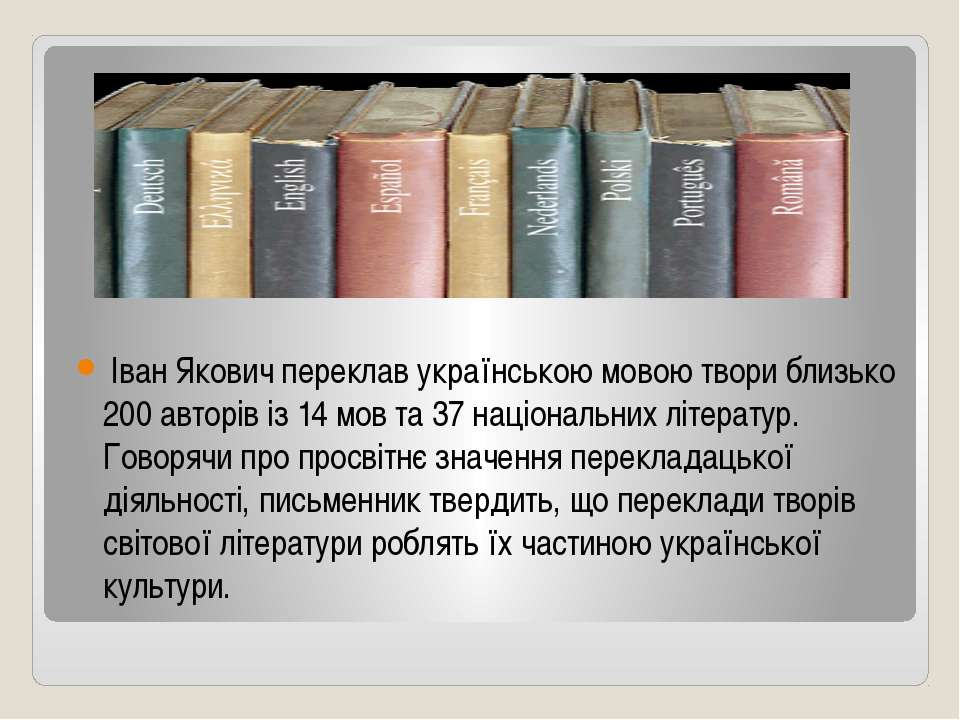 Deutsch
Ελληνικά
English
Español
Français
Nederlands
Polski
Português
Română
Іван Якович переклав українською мовою твори близько
200 авторів із 14 мов та 37 національних літератур.
Говорячи про просвітнє значення перекладацької
діяльності, письменник твердить, що переклади творів
світової літератури роблять їх частиною української
культури.